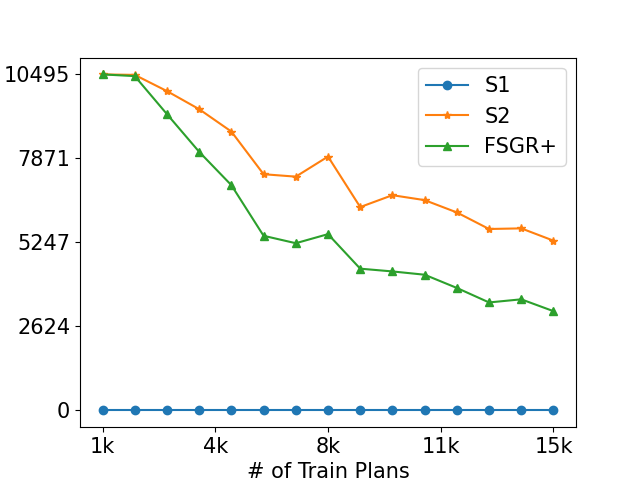 10495
7871
5247
2624
0
S1
S2
FSGR+
1k 4k 8k 11k 15k
# of Train Plans